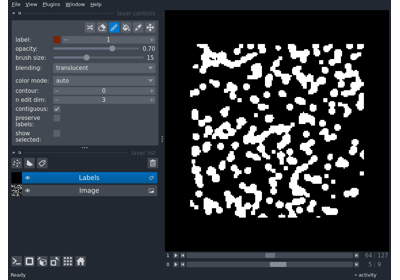 File View Plugins Window Help
layer controls
label: 1
opacity: 0.70
brush size: 15
blending: translucent
color mode: auto
contour: 0
n edit dim: 3
contiguous:
preserve
labels:
show
selected:
layer list
Labels
Image
1 64 127
0 5 9
Ready activity